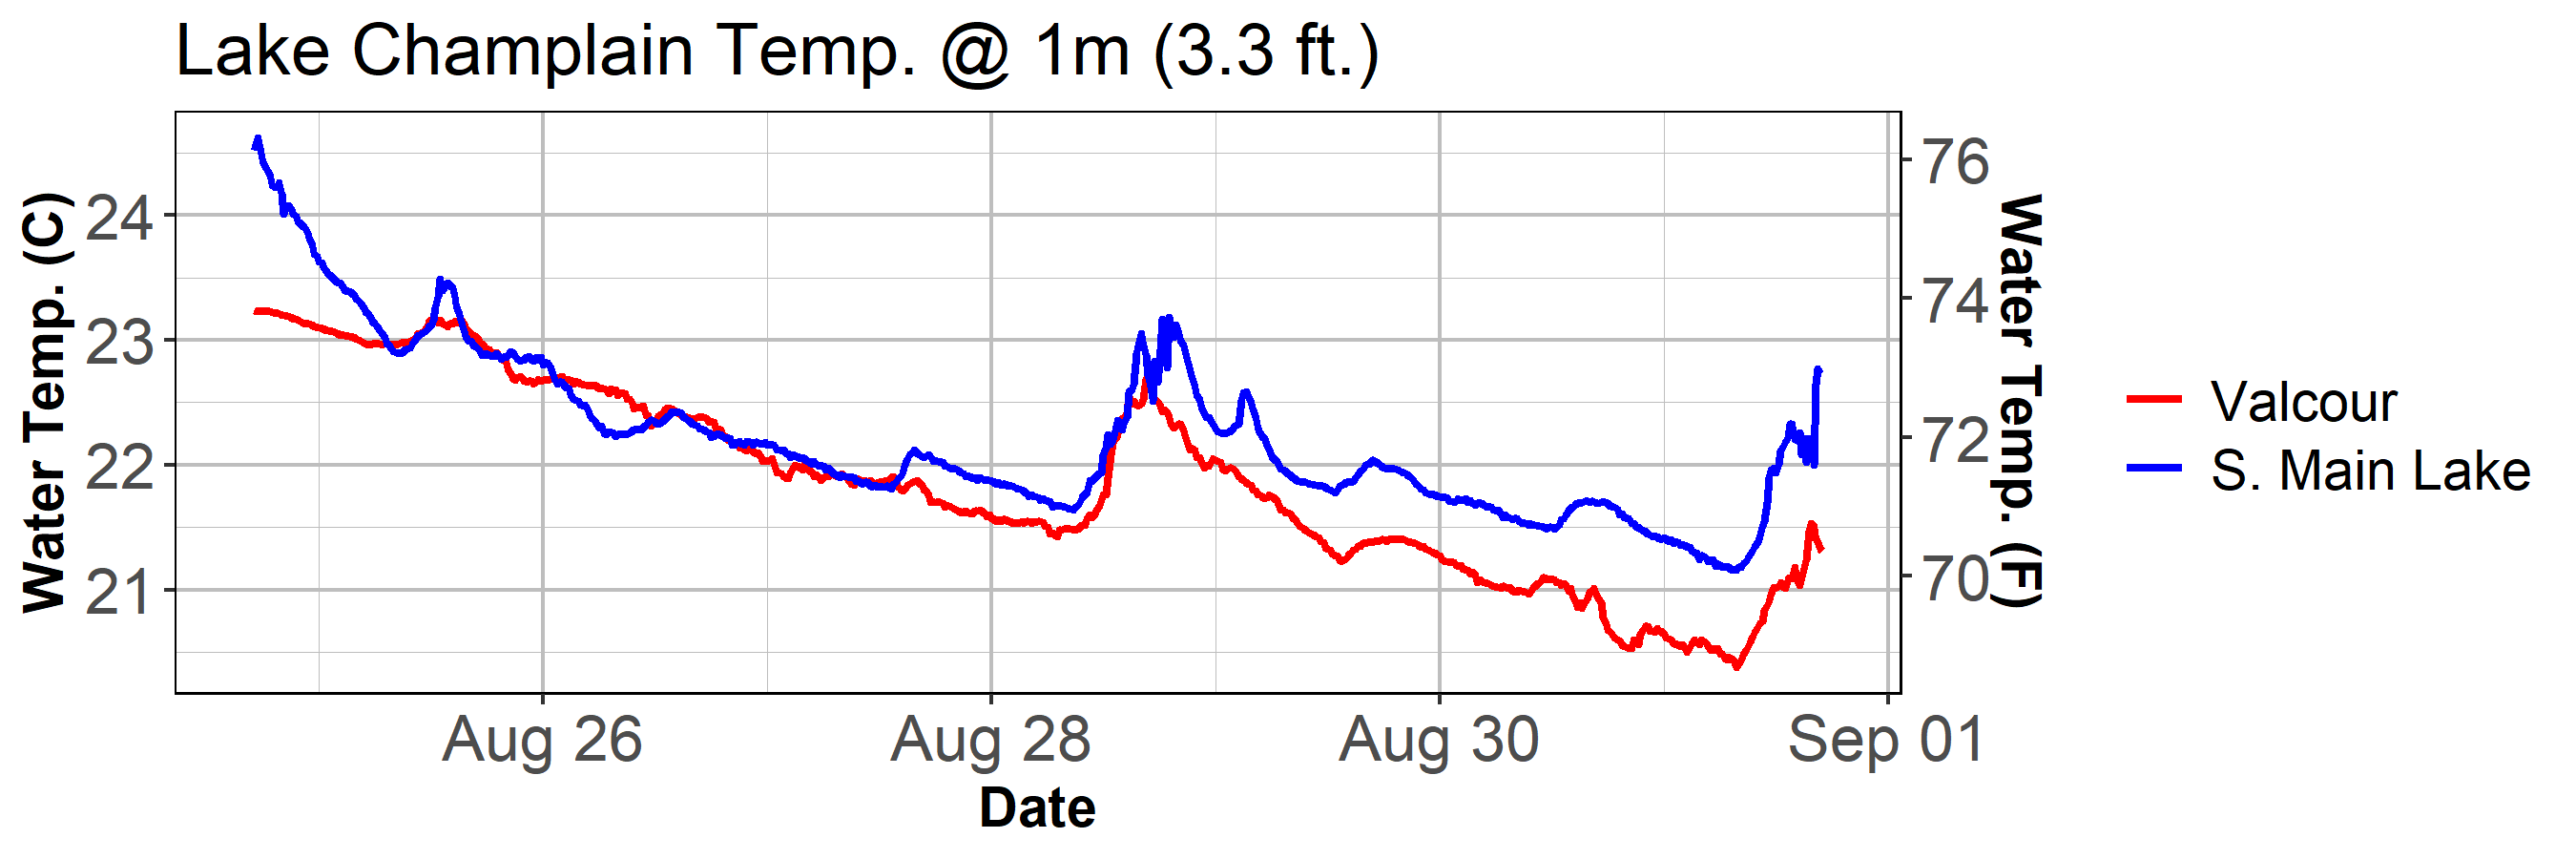 Lake Champlain Temp. @ 1m (3.3 ft.)
Water Temp. (C)
24
23
22
21
76
74
72
70
Water Temp. (F)
Aug 26
Aug 28
Aug 30
Sep 01
Date
Valcour
S. Main Lake